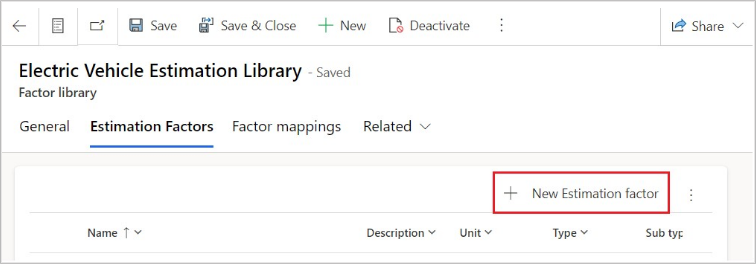 Save Save & Close New Deactivate Share
Electric Vehicle Estimation Library - Saved
Factor library
General Estimation Factors Factor mappings Related
New Estimation factor
Name Description Unit Type Sub typ